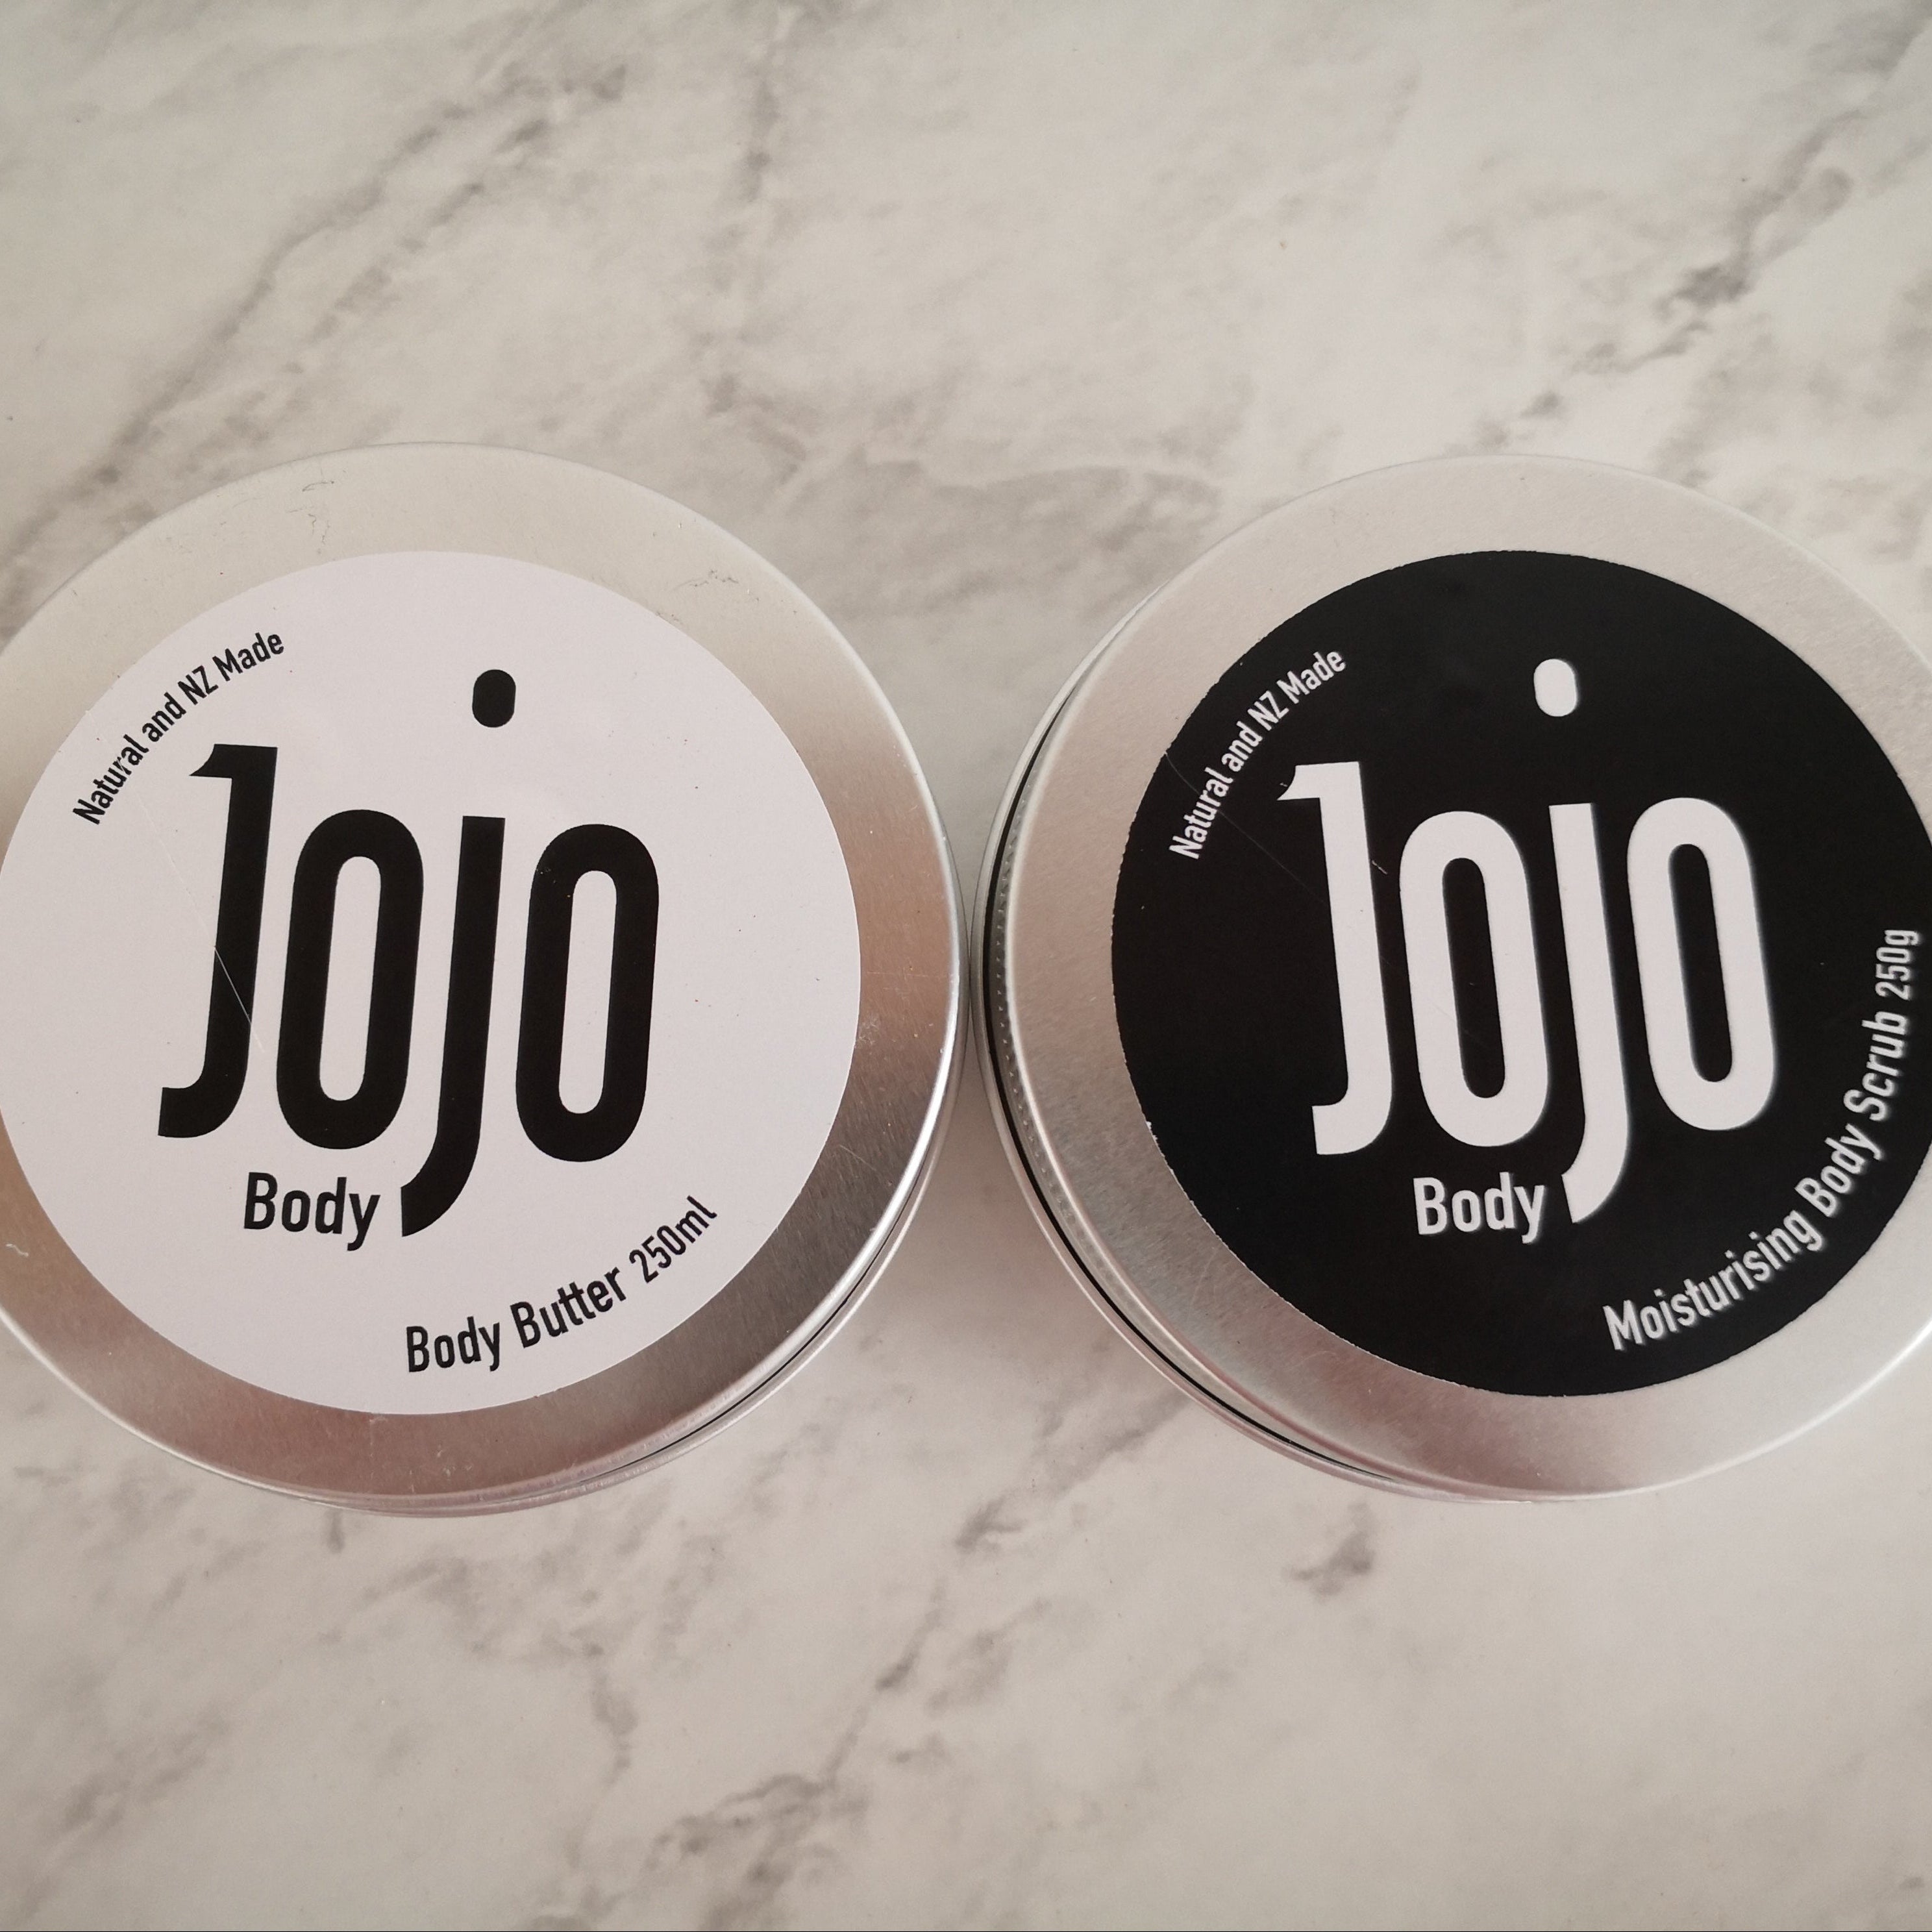 Natural and NZ Made
Jojo
Body
Body Butter 250ml
Natural and NZ Made
Jojo
Body
Moisturising Body Scrub 250g